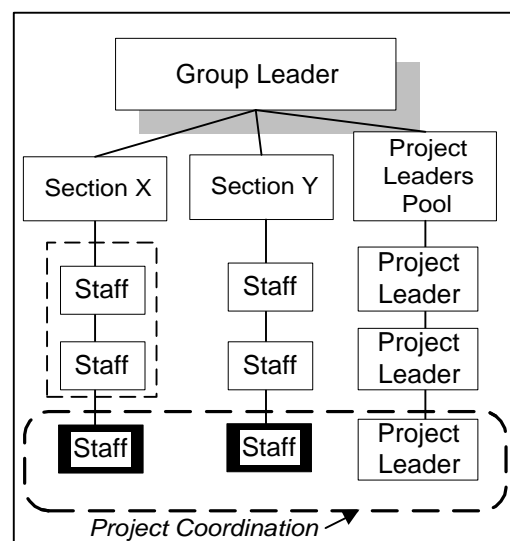 Group Leader
Section X
Section Y
Project
Leaders
Pool
Staff
Staff
Project
Leader
Staff
Staff
Project
Leader
Staff
Staff
Project
Leader
Project Coordination